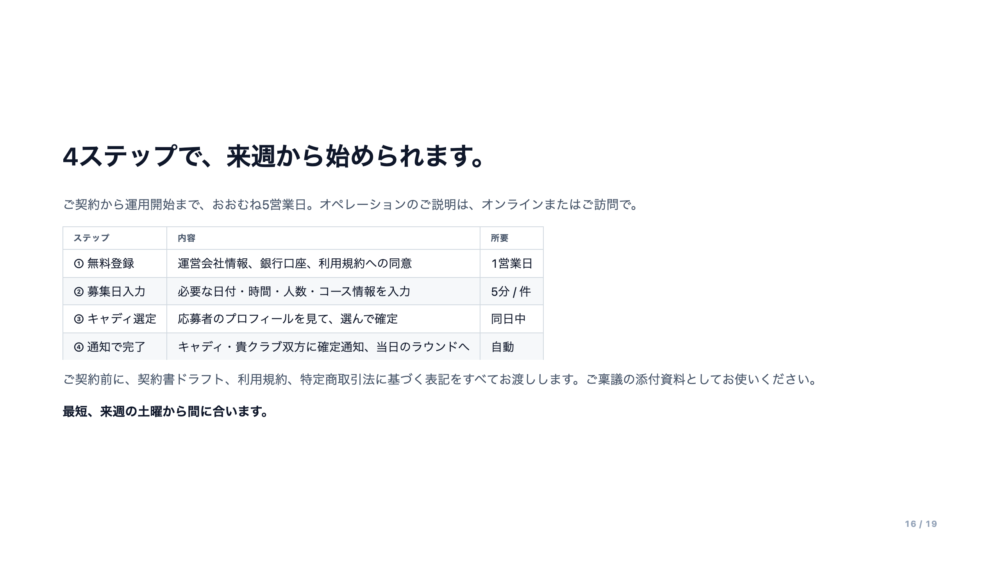 4ステップで、来週から始められます。
ご契約から運用開始まで、おおむね5営業日。オペレーションのご説明は、オンラインまたはご訪問で。
ステップ 内容 所要
① 無料登録 運営会社情報、銀行口座、利用規約への同意 1営業日
② 募集日入力 必要な日付・時間・人数・コース情報を入力 5分 / 件
③ キャディ選定 応募者のプロフィールを見て、選んで確定 同日中
④ 通知で完了 キャディ・貴クラブ双方に確定通知、当日のラウンドへ 自動
ご契約前に、契約書ドラフト、利用規約、特定商取引法に基づく表記をすべてお渡しします。ご稟議の添付資料としてお使いください。
最短、来週の土曜から間に合います。
16 / 19